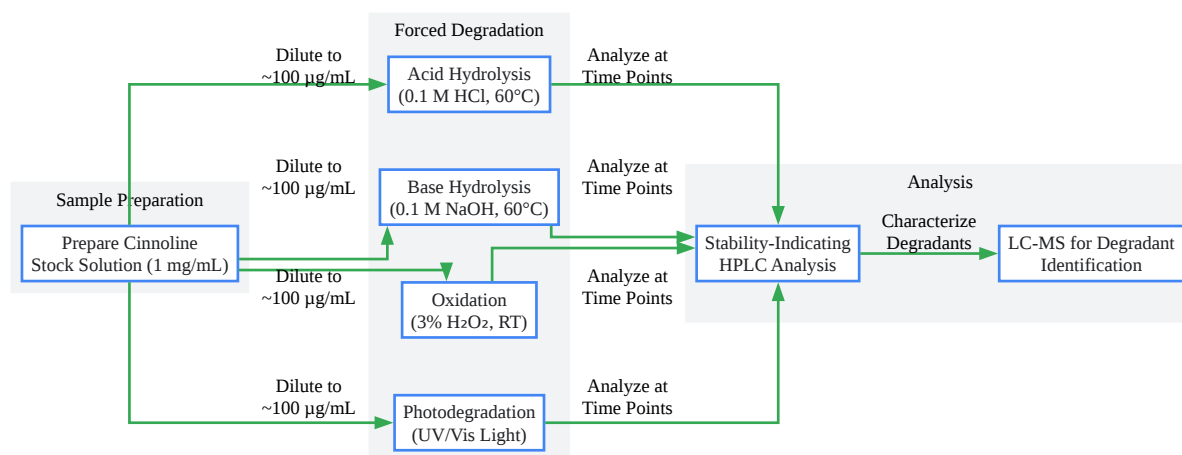 Forced Degradation
Dilute to
~100 µg/mL
Acid Hydrolysis
(0.1 M HCl, 60°C)
Analyze at
Time Points
Dilute to
~100 µg/mL
Base Hydrolysis
(0.1 M NaOH, 60°C)
Analyze at
Time Points
Analysis
Sample Preparation
Prepare Cinnoline
Stock Solution (1 mg/mL)
Stability-Indicating
HPLC Analysis
Characterize
Degradants
LC-MS for Degradant
Identification
Dilute to
~100 µg/mL
Oxidation
(3% H₂O₂, RT)
Analyze at
Time Points
Dilute to
~100 µg/mL
Photodegradation
(UV/Vis Light)
Analyze at
Time Points